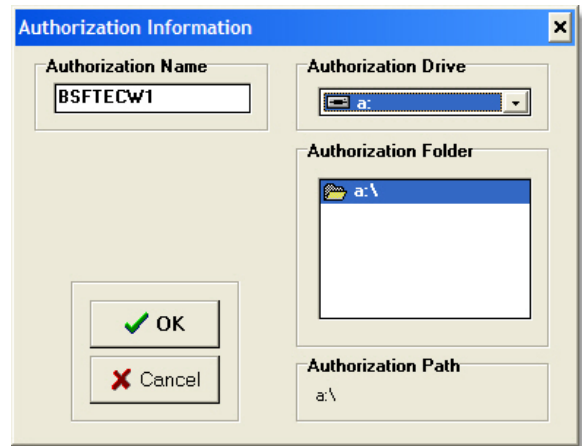 Authorization Information
Authorization Name
BSFTECW1
Authorization Drive
a:
Authorization Folder
a:\
OK
Cancel
Authorization Path
a:\